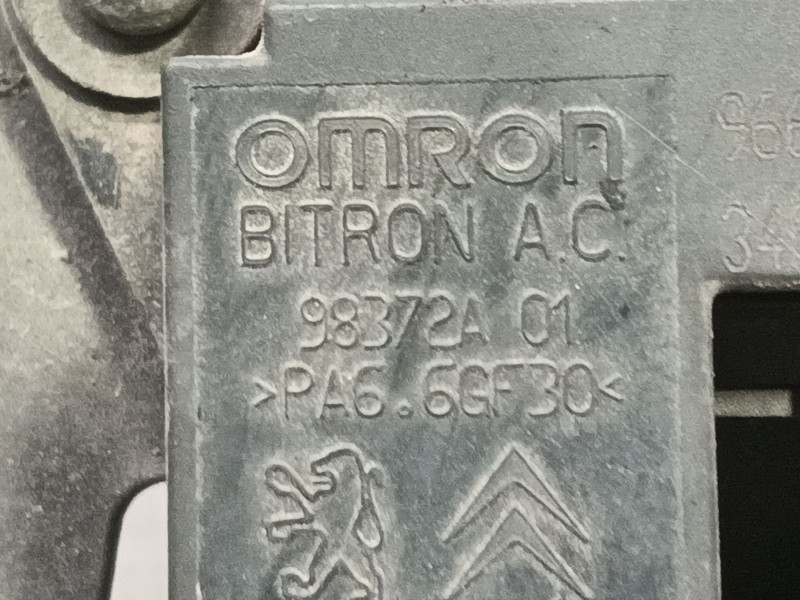 OMRON
BITRON A.C.
98372A 01
>PA6.6GF30<